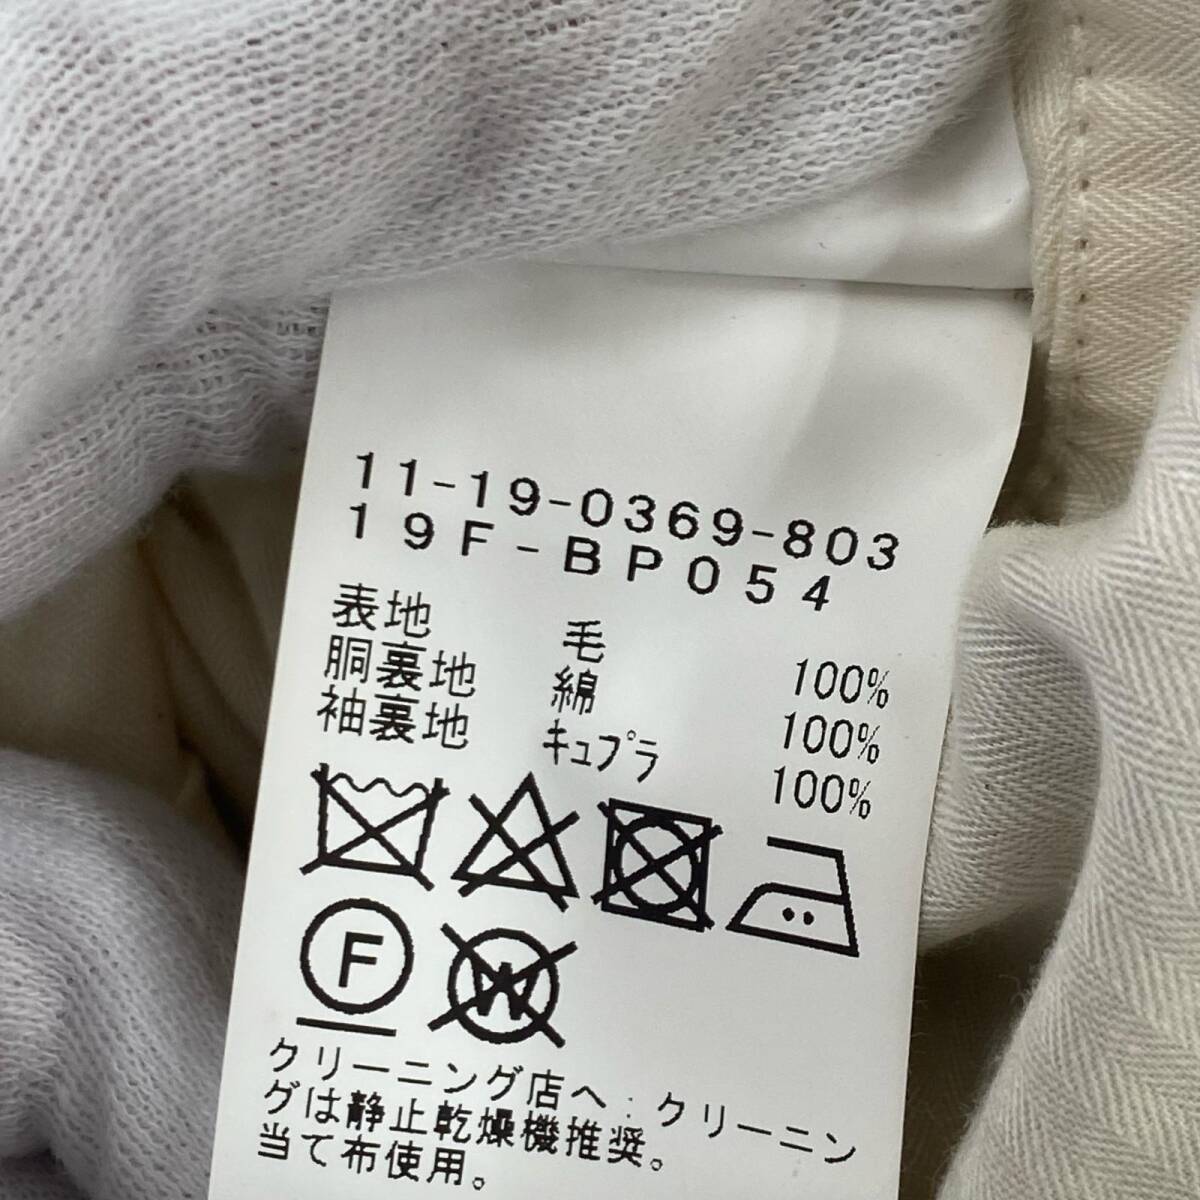 11-19-0369-803
19F-BP054
表地 毛 100%
胴裏地 綿 100%
袖裏地 キュプラ 100%
F W
クリーニング店へ:クリーニン
グは静止乾燥機推奨。
当て布使用。